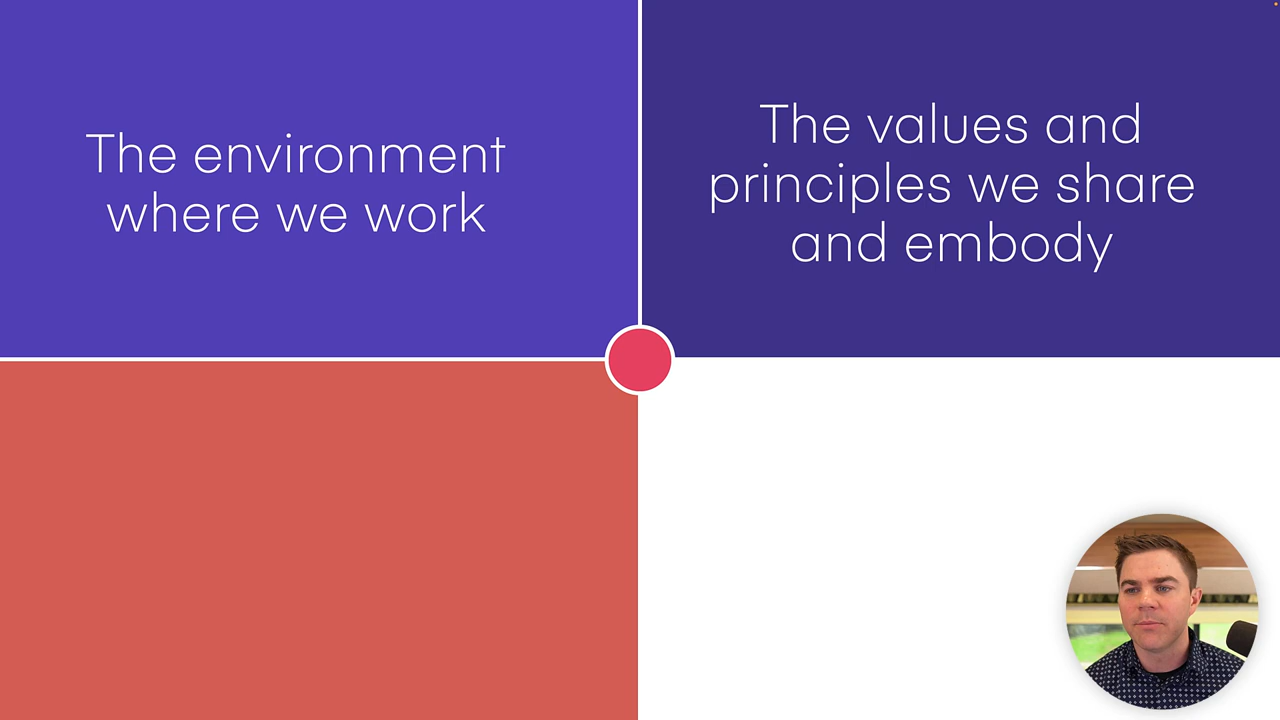 The environment
where we work
The values and
principles we share
and embody